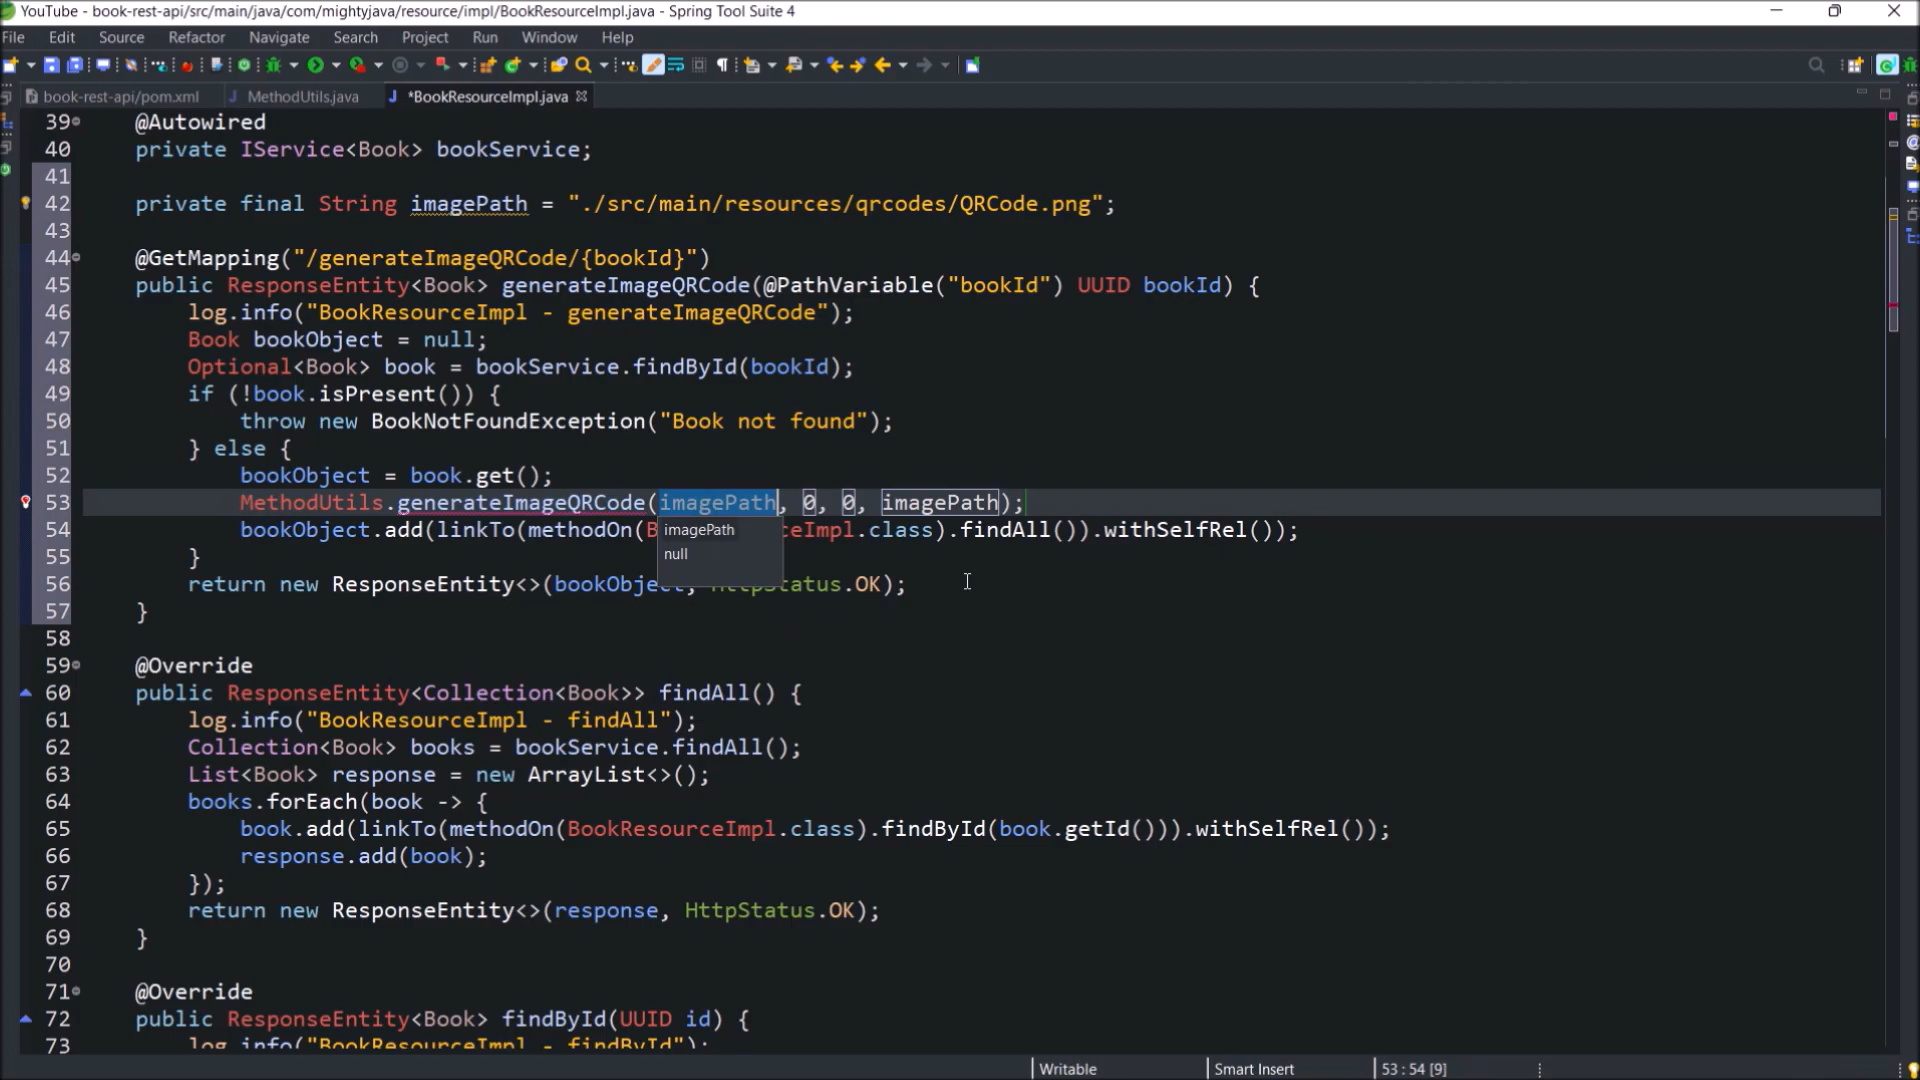 YouTube - book-rest-api/src/main/java/com/mightyjava/resource/impl/BookResourceImpl.java - Spring Tool Suite 4
File Edit Source Refactor Navigate Search Project Run Window Help
book-rest-api/pom.xml MethodUtils.java *BookResourceImpl.java
39 @Autowired
40 private IService<Book> bookService;
41
42 private final String imagePath = "./src/main/resources/qrcodes/QRCode.png";
43
44 @GetMapping("/generateImageQRCode/{bookId}")
45 public ResponseEntity<Book> generateImageQRCode(@PathVariable("bookId") UUID bookId) {
46 log.info("BookResourceImpl - generateImageQRCode");
47 Book bookObject = null;
48 Optional<Book> book = bookService.findById(bookId);
49 if (!book.isPresent()) {
50 throw new BookNotFoundException("Book not found");
51 } else {
52 bookObject = book.get();
53 MethodUtils.generateImageQRCode(imagePath, 0, 0, imagePath);
54 bookObject.add(linkTo(methodOn(B ceImpl.class).findAll()).withSelfRel());
imagePath
null
55 }
56 return new ResponseEntity<>(bookObject, HttpStatus.OK);
57 }
58
59 @Override
60 public ResponseEntity<Collection<Book>> findAll() {
61 log.info("BookResourceImpl - findAll");
62 Collection<Book> books = bookService.findAll();
63 List<Book> response = new ArrayList<>();
64 books.forEach(book -> {
65 book.add(linkTo(methodOn(BookResourceImpl.class).findById(book.getId())).withSelfRel());
66 response.add(book);
67 });
68 return new ResponseEntity<>(response, HttpStatus.OK);
69 }
70
71 @Override
72 public ResponseEntity<Book> findById(UUID id) {
73 log.info("BookResourceImpl - findById");
Writable Smart Insert 53 : 54 [9]